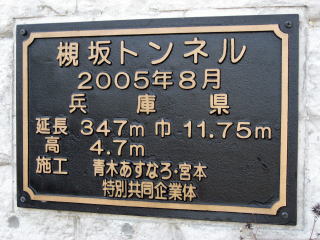 槻坂トンネル
2005年8月
兵庫県
延長 347m 巾 11.75m
高 4.7m
施工 青木あすなろ・宮本
特別共同企業体